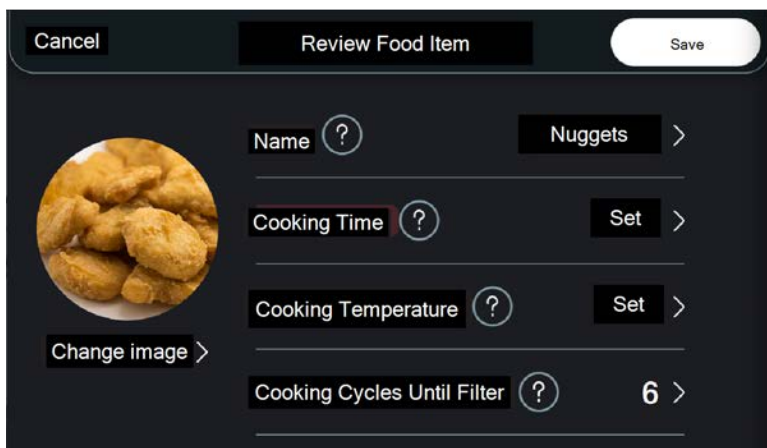 Cancel
Review Food Item
Save
Name ?
Nuggets
Cooking Time ?
Set
Cooking Temperature ?
Set
Change image
Cooking Cycles Until Filter ?
6